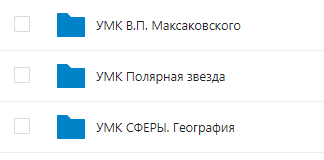 УМК В.П. Максаковского
УМК Полярная звезда
УМК СФЕРЫ. География